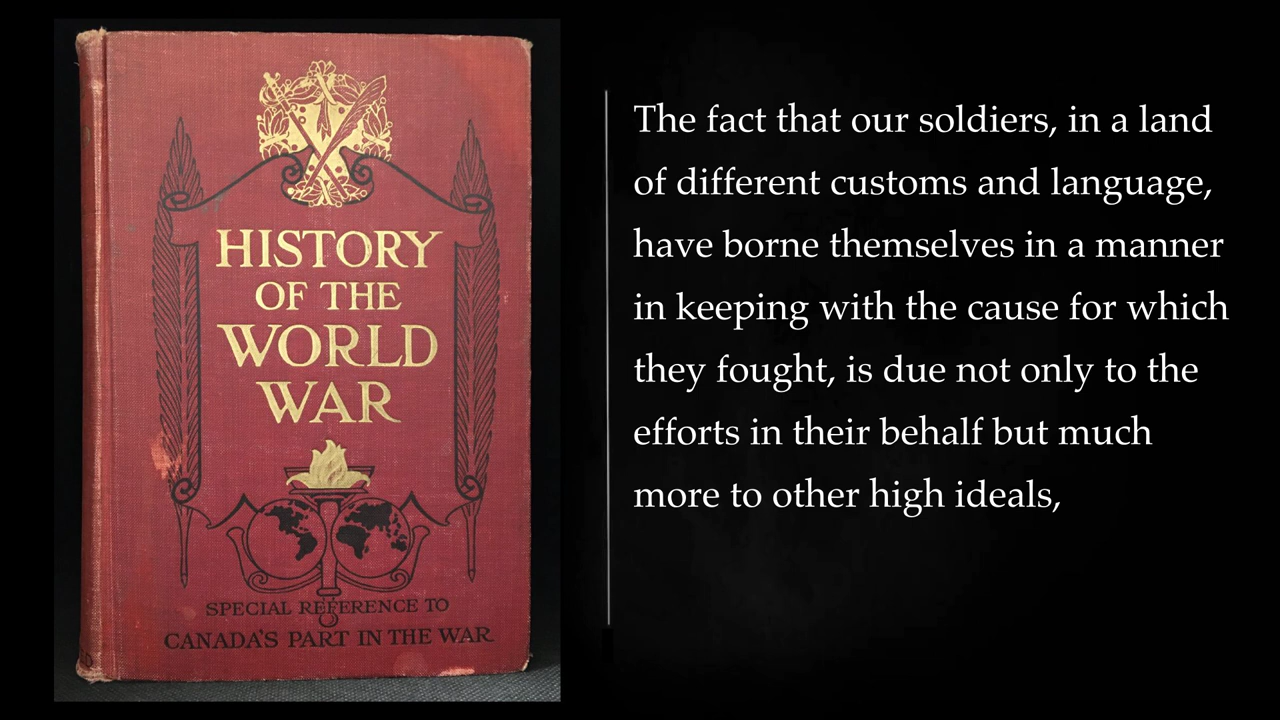 HISTORY
OF THE
WORLD
WAR
SPECIAL REFERENCE TO
CANADA'S PART IN THE WAR
The fact that our soldiers, in a land
of different customs and language,
have borne themselves in a manner
in keeping with the cause for which
they fought, is due not only to the
efforts in their behalf but much
more to other high ideals,